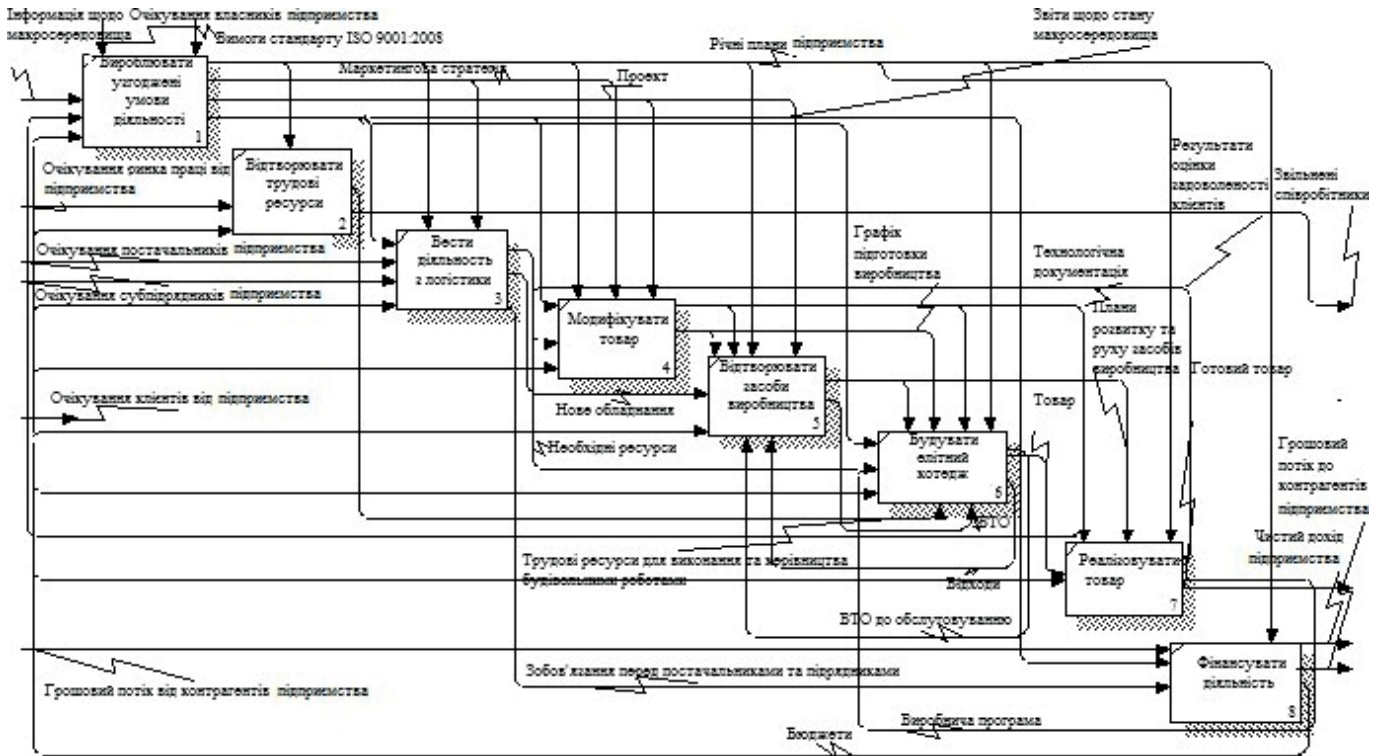 Інформація щодо
макросередовища
Очікування власників підприємства
Вимоги стандарту ISO 9001:2008
Звіти щодо стану
макросередовища
Річні плани підприємства
Маркетингова стратегія
Проект
Вироблювати
узгоджені
умови
діяльності
1
Відтворювати
трудові
ресурси
2
Очікування ринка праці від
підприємства
Результати
оцінки
задоволеності
клієнтів
Звільнені
співробітники
Вести
діяльность
з логістики
3
Очікування постачальників підприємства
Очікування субпідрядників підприємства
Графік
підготовки
виробництва
Технологічна
документація
Модифікувати
товар
4
Плани
розвитку та
руху засобів
виробництва
Готовий товар
Відтворювати
засоби
виробництва
5
Нове обладнання
Очікування клієнтів від підприємства
Товар
Необхідні ресурси
Будувати
елітний
котедж
6
Грошовий
потік до
контрагентів
підприємства
ВТО
Чистий дохід
підприємства
Трудові ресурси для виконання та керівництва
будівельними роботами
Відходи
Реалізовувати
товар
7
ВТО до обслуговуванню
Зобов'язання перед постачальниками та підрядниками
Фінансувати
діяльність
8
Грошовий потік від контрагентів підприємства
Виробнича програма
Бюджети